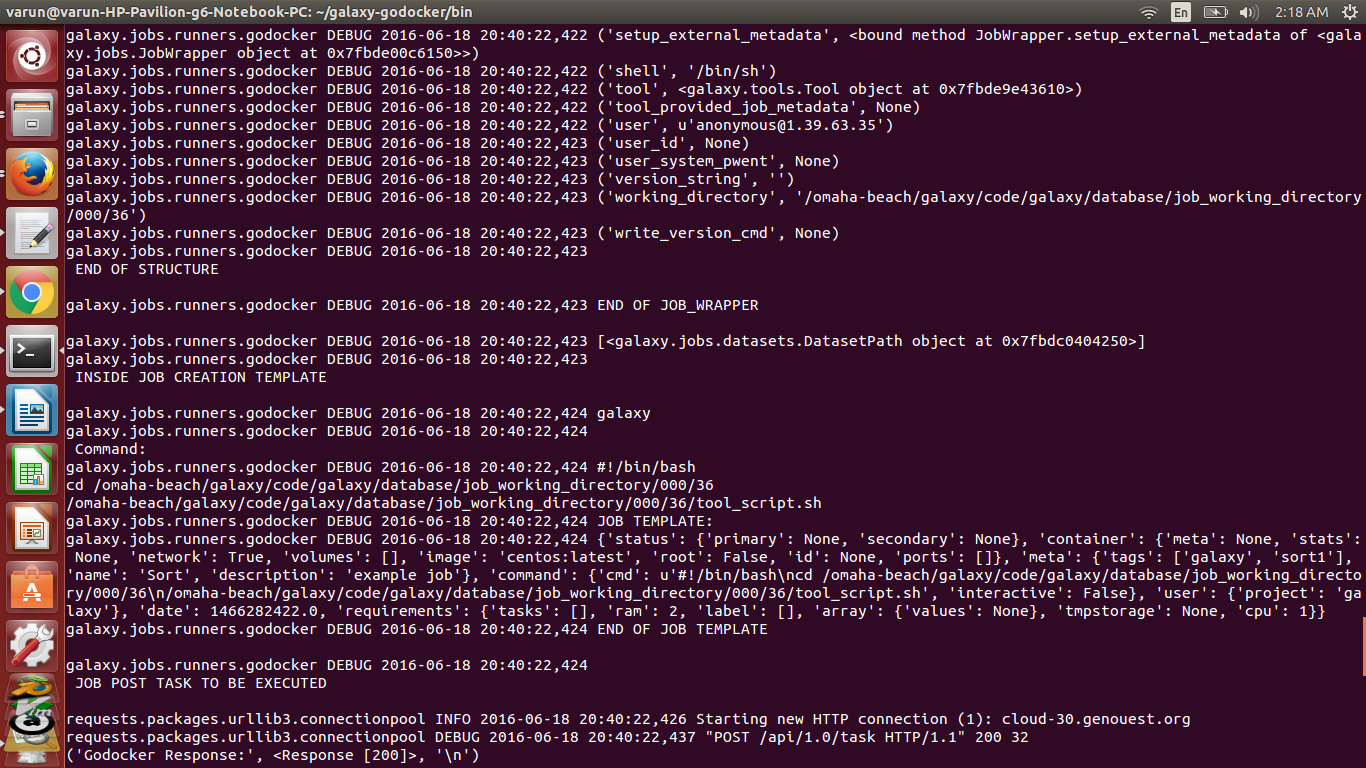 varun@varun-HP-Pavilion-g6-Notebook-PC: ~/galaxy-godocker/bin
En
2:18 AM
galaxy.jobs.runners.godocker DEBUG 2016-06-18 20:40:22,422 ('setup_external_metadata', <bound method JobWrapper.setup_external_metadata of <gala
xy.jobs.JobWrapper object at 0x7fbde00c6150>>)
galaxy.jobs.runners.godocker DEBUG 2016-06-18 20:40:22,422 ('shell', '/bin/sh')
galaxy.jobs.runners.godocker DEBUG 2016-06-18 20:40:22,422 ('tool', <galaxy.tools.Tool object at 0x7fbde9e43610>)
galaxy.jobs.runners.godocker DEBUG 2016-06-18 20:40:22,422 ('tool_provided_job_metadata', None)
galaxy.jobs.runners.godocker DEBUG 2016-06-18 20:40:22,422 ('user', u'anonymous@1.39.63.35')
galaxy.jobs.runners.godocker DEBUG 2016-06-18 20:40:22,423 ('user_id', None)
galaxy.jobs.runners.godocker DEBUG 2016-06-18 20:40:22,423 ('user_system_pwent', None)
galaxy.jobs.runners.godocker DEBUG 2016-06-18 20:40:22,423 ('version_string', '')
galaxy.jobs.runners.godocker DEBUG 2016-06-18 20:40:22,423 ('working_directory', '/omaha-beach/galaxy/code/galaxy/database/job_working_directory
/000/36')
galaxy.jobs.runners.godocker DEBUG 2016-06-18 20:40:22,423 ('write_version_cmd', None)
galaxy.jobs.runners.godocker DEBUG 2016-06-18 20:40:22,423
 END OF STRUCTURE
galaxy.jobs.runners.godocker DEBUG 2016-06-18 20:40:22,423 END OF JOB_WRAPPER
galaxy.jobs.runners.godocker DEBUG 2016-06-18 20:40:22,423 [<galaxy.jobs.datasets.DatasetPath object at 0x7fbdc0404250>]
galaxy.jobs.runners.godocker DEBUG 2016-06-18 20:40:22,423
 INSIDE JOB CREATION TEMPLATE
galaxy.jobs.runners.godocker DEBUG 2016-06-18 20:40:22,424 galaxy
galaxy.jobs.runners.godocker DEBUG 2016-06-18 20:40:22,424
 Command:
galaxy.jobs.runners.godocker DEBUG 2016-06-18 20:40:22,424 #!/bin/bash
cd /omaha-beach/galaxy/code/galaxy/database/job_working_directory/000/36
/omaha-beach/galaxy/code/galaxy/database/job_working_directory/000/36/tool_script.sh
galaxy.jobs.runners.godocker DEBUG 2016-06-18 20:40:22,424 JOB TEMPLATE:
galaxy.jobs.runners.godocker DEBUG 2016-06-18 20:40:22,424 {'status': {'primary': None, 'secondary': None}, 'container': {'meta': None, 'stats':
 None, 'network': True, 'volumes': [], 'image': 'centos:latest', 'root': False, 'id': None, 'ports': []}, 'meta': {'tags': ['galaxy', 'sort1'],
'name': 'Sort', 'description': 'example job'}, 'command': {'cmd': u'#!/bin/bash\ncd /omaha-beach/galaxy/code/galaxy/database/job_working_directo
ry/000/36\n/omaha-beach/galaxy/code/galaxy/database/job_working_directory/000/36/tool_script.sh', 'interactive': False}, 'user': {'project': 'ga
laxy'}, 'date': 1466282422.0, 'requirements': {'tasks': [], 'ram': 2, 'label': [], 'array': {'values': None}, 'tmpstorage': None, 'cpu': 1}}
galaxy.jobs.runners.godocker DEBUG 2016-06-18 20:40:22,424 END OF JOB TEMPLATE
galaxy.jobs.runners.godocker DEBUG 2016-06-18 20:40:22,424
 JOB POST TASK TO BE EXECUTED
requests.packages.urllib3.connectionpool INFO 2016-06-18 20:40:22,426 Starting new HTTP connection (1): cloud-30.genouest.org
requests.packages.urllib3.connectionpool DEBUG 2016-06-18 20:40:22,437 "POST /api/1.0/task HTTP/1.1" 200 32
('Godocker Response:', <Response [200]>, '\n')